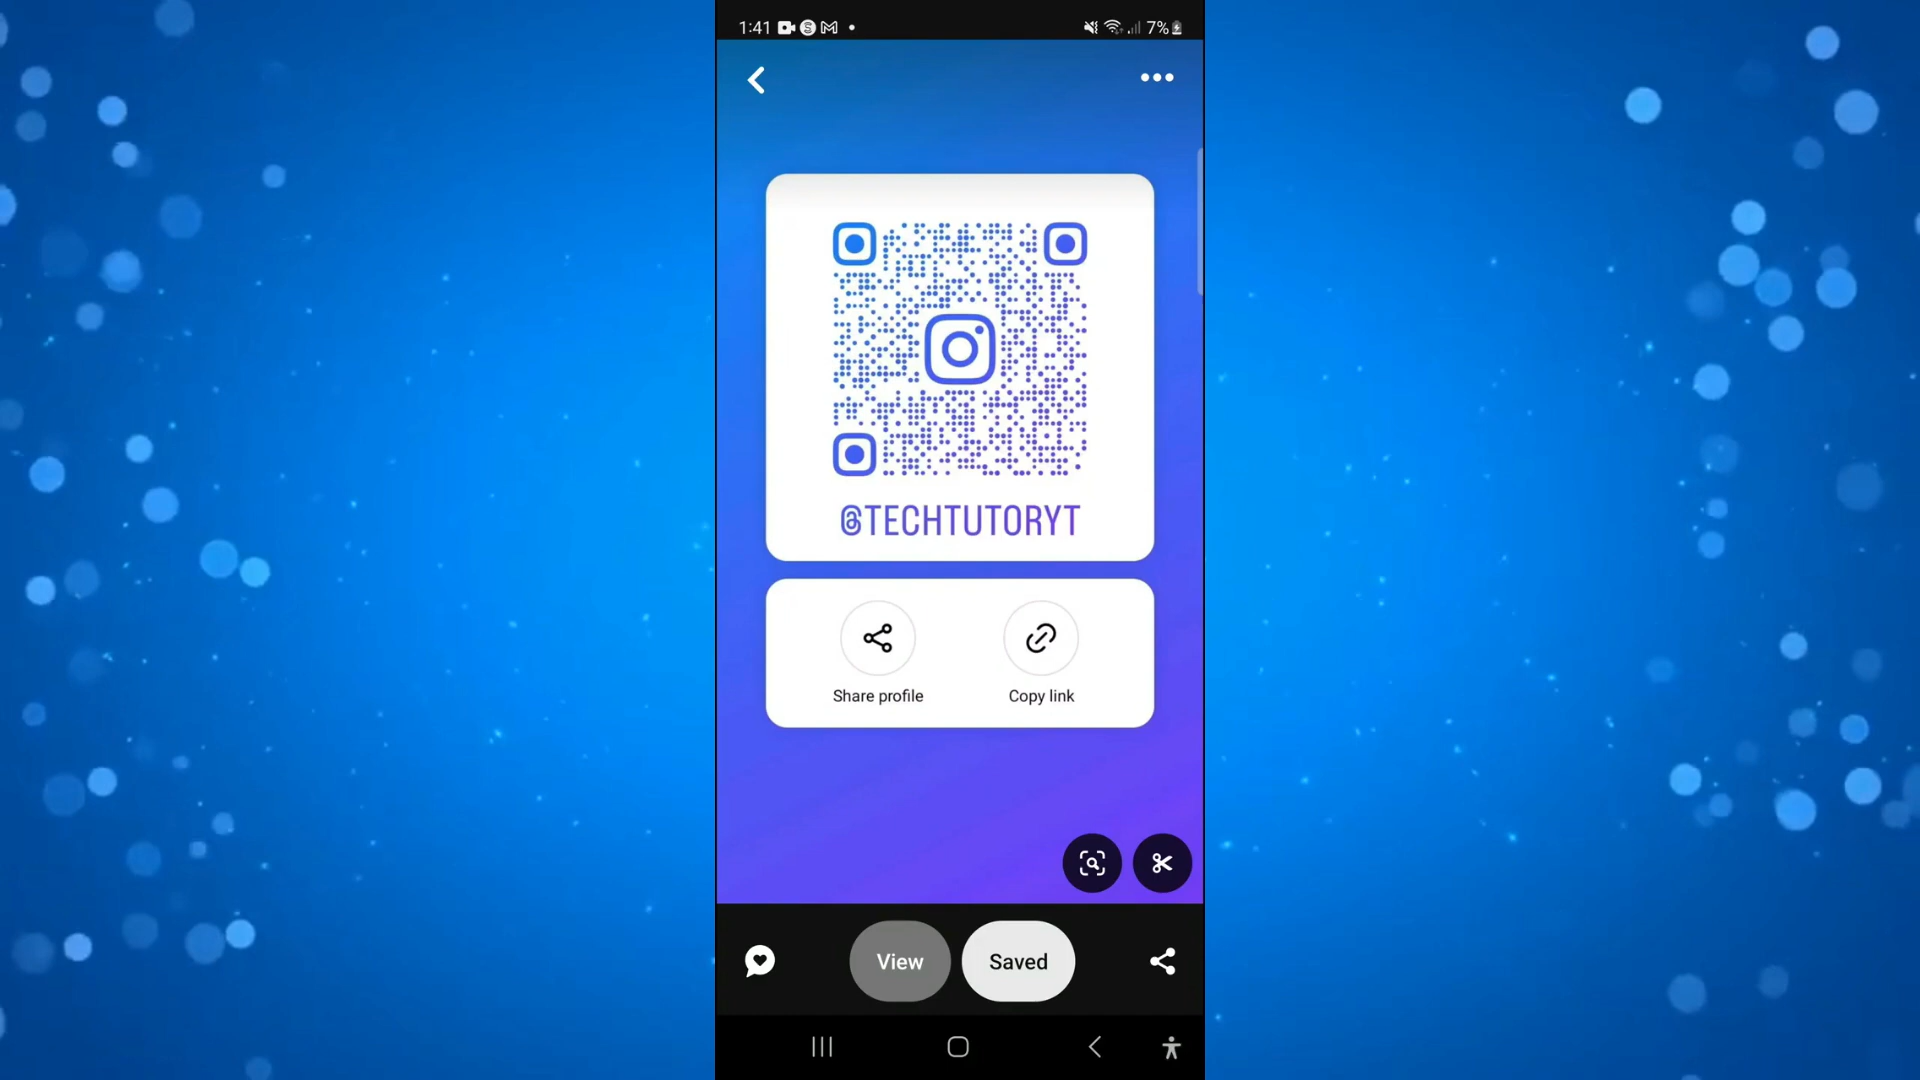 1:41
7%
@TECHTUTORYT
Share profile
Copy link
View
Saved